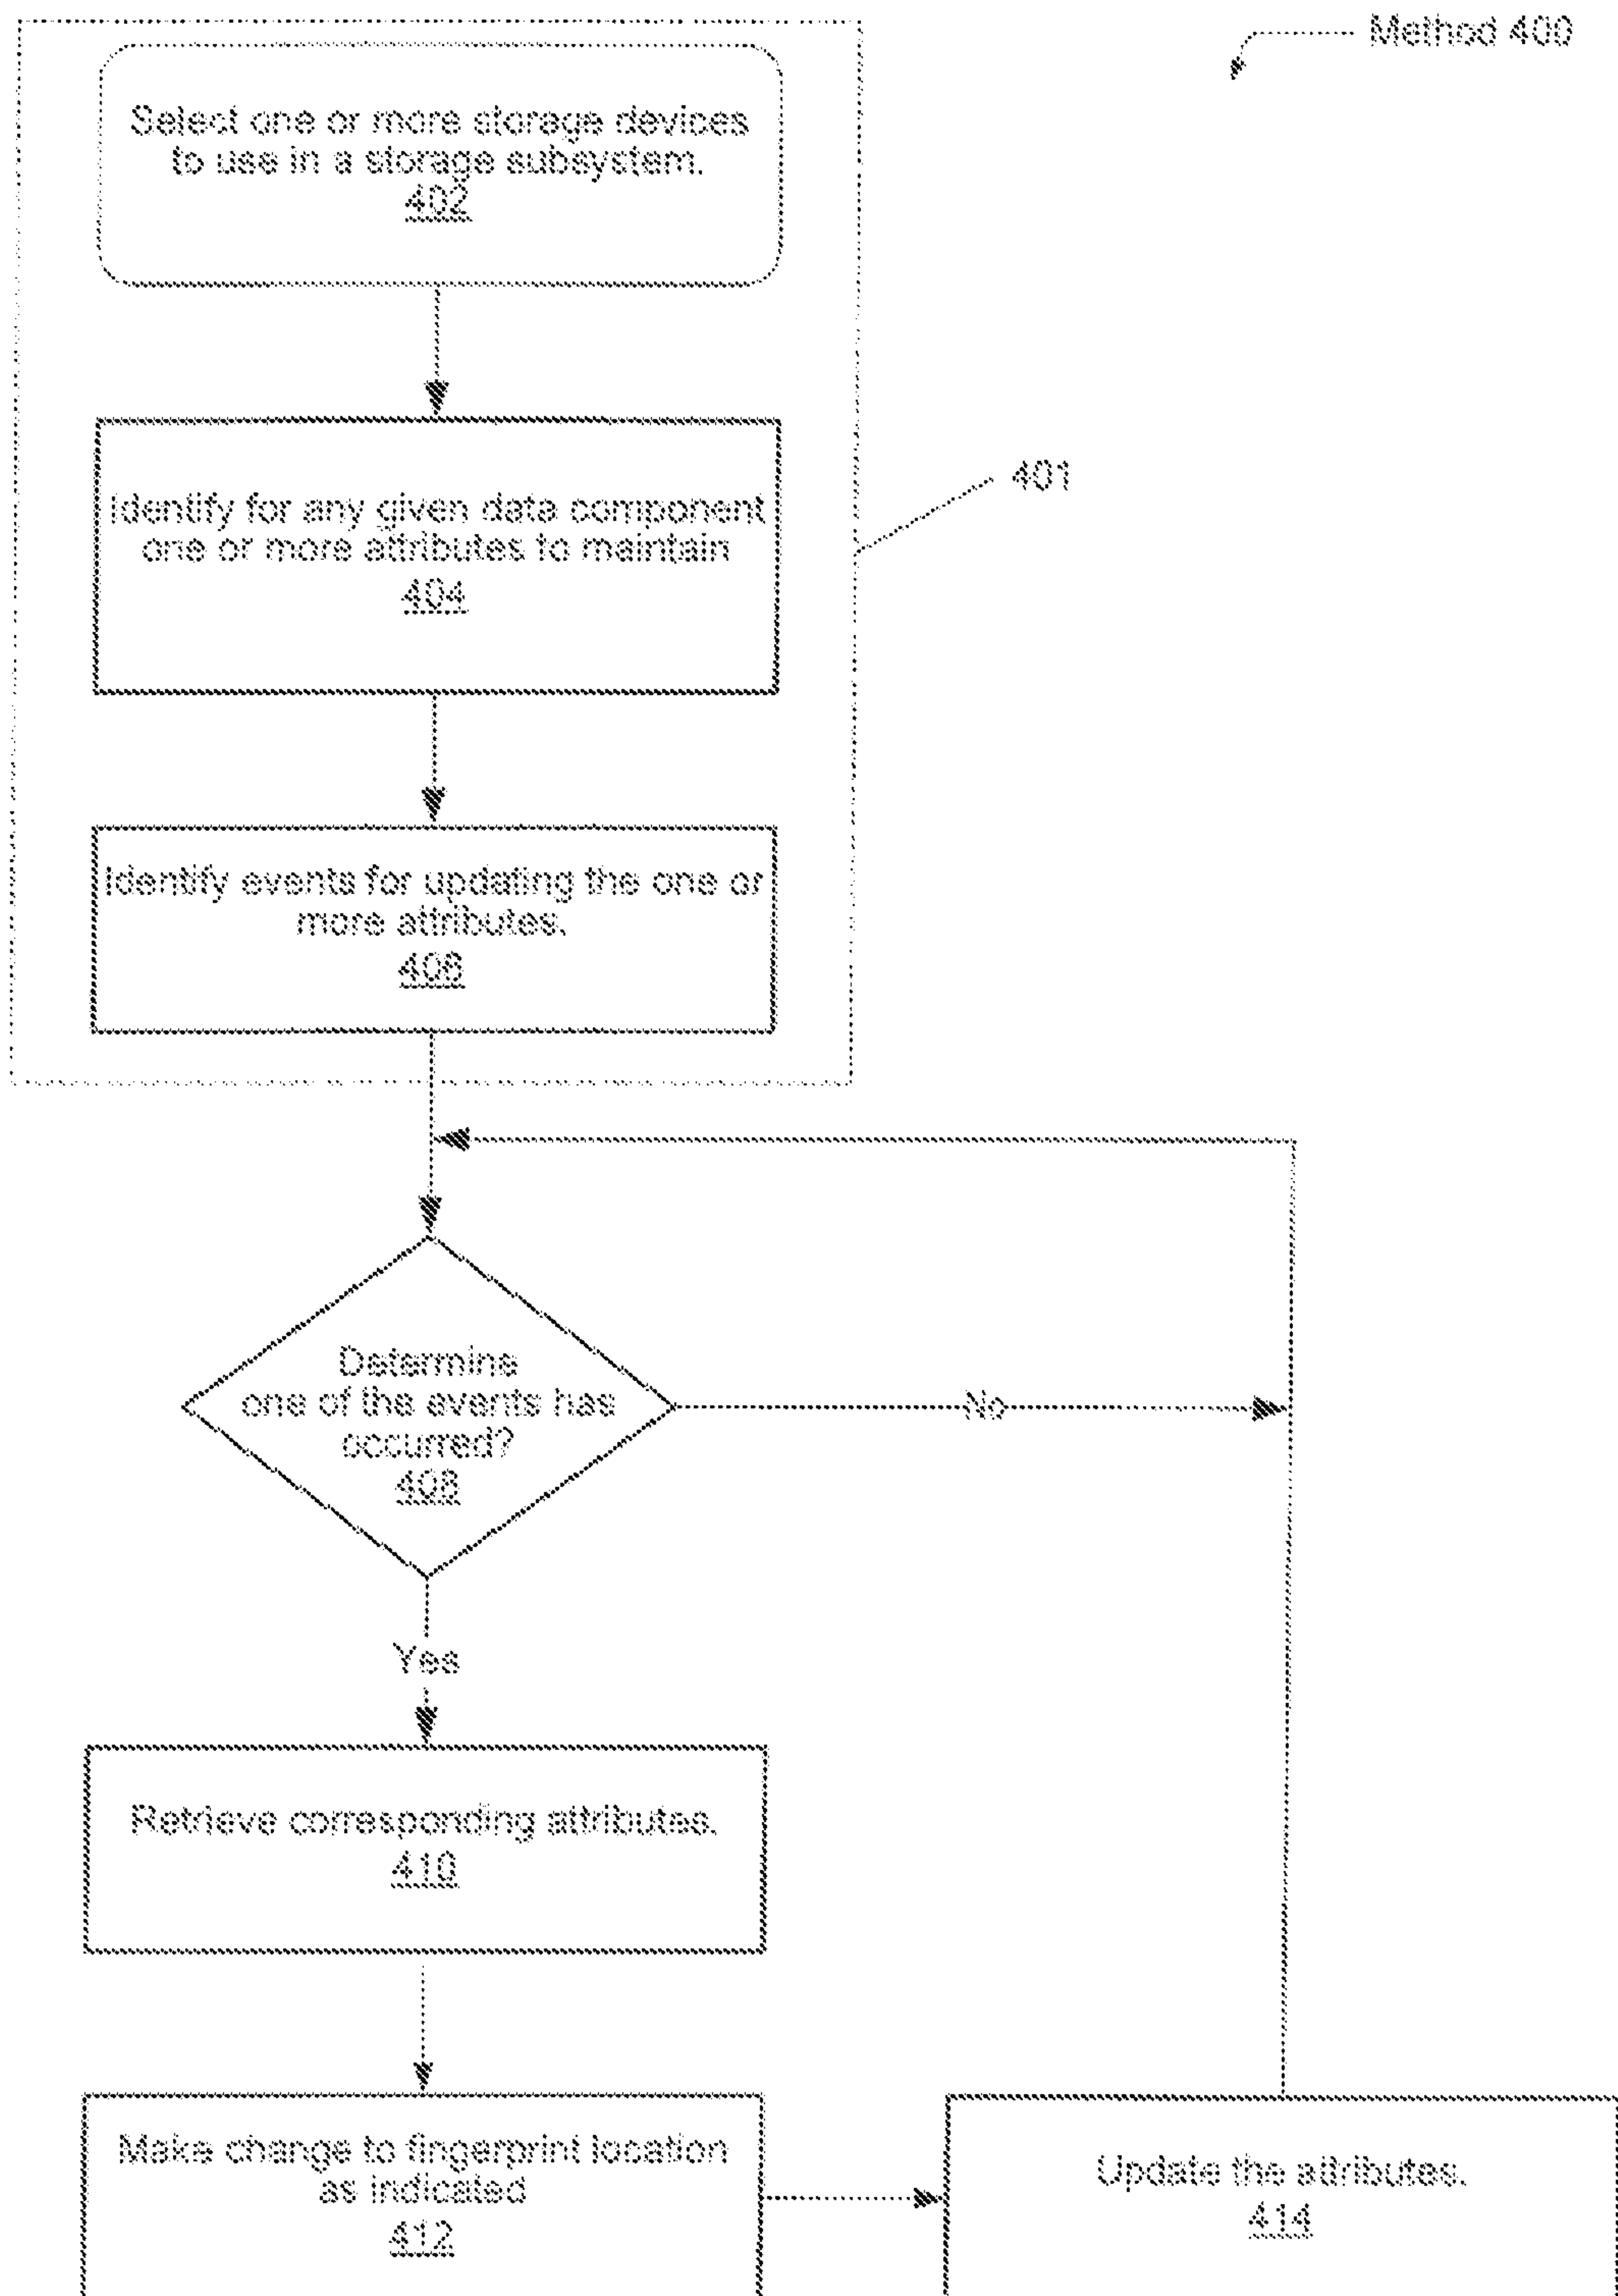 Method 400
Select one or more storage devices
to use in a storage subsystem.
402
Identify for any given data component
one or more attributes to maintain
404
401
Identify events for updating the one or
more attributes.
406
Determine
one of the events has
occurred?
408
No
Yes
Retrieve corresponding attributes.
410
Make change to fingerprint location
as indicated
412
Update the attributes.
414